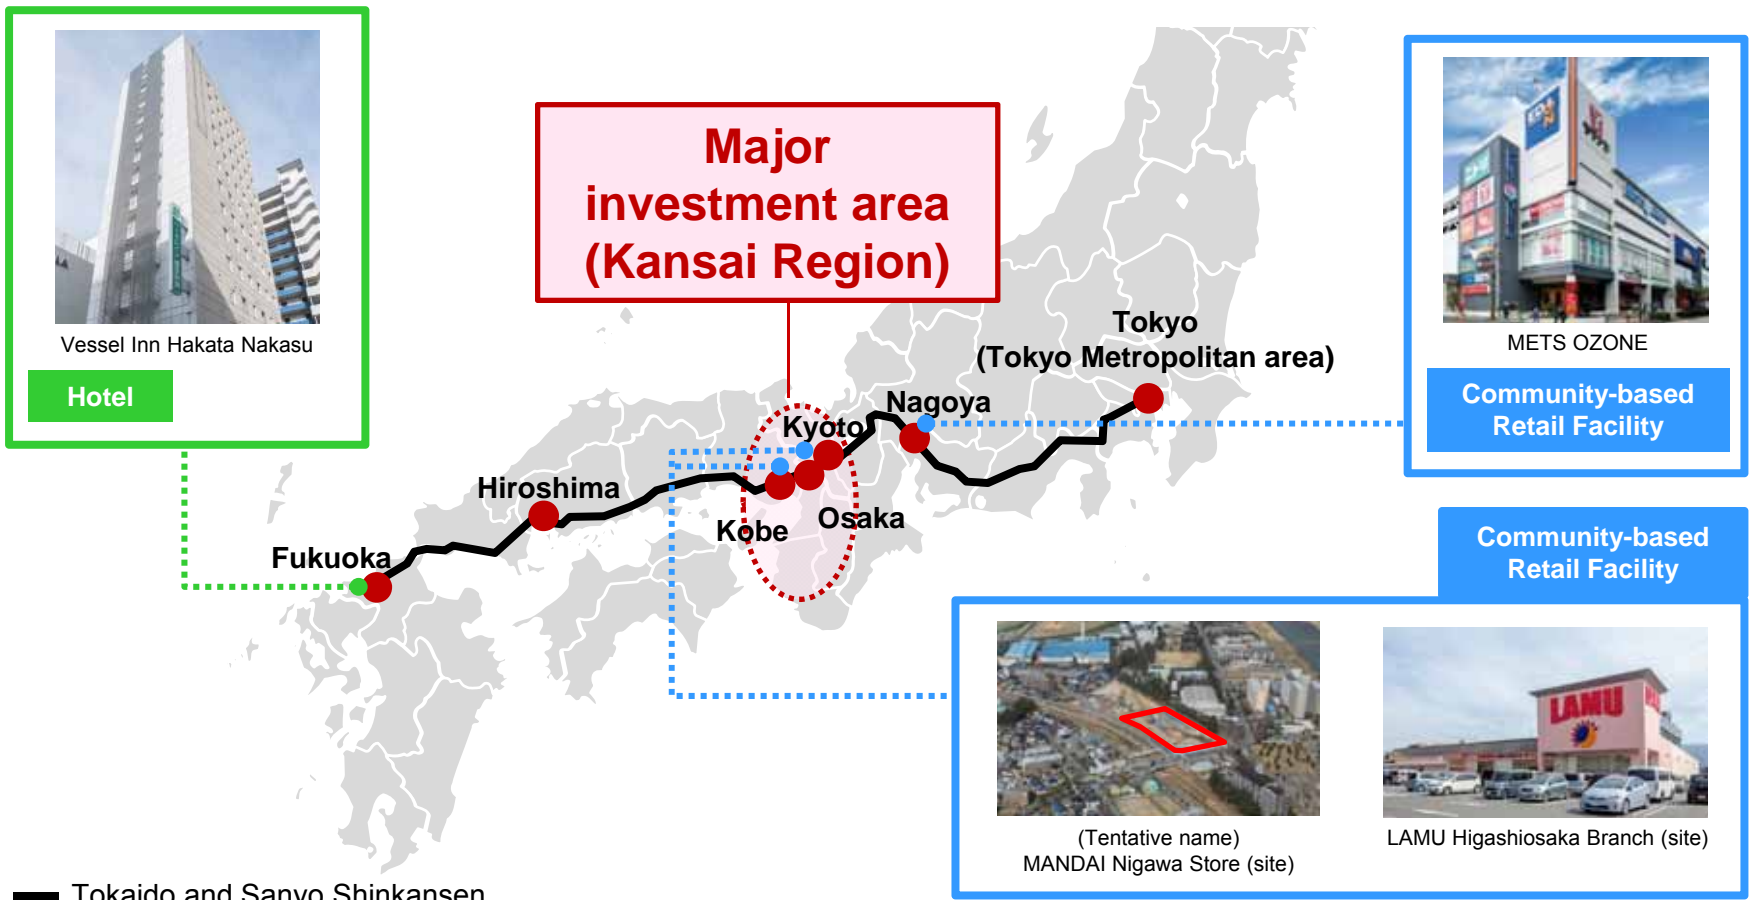 Vessel Inn Hakata Nakasu
Hotel
Major
investment area
(Kansai Region)
Tokyo
(Tokyo Metropolitan area)
Nagoya
Kyoto
Osaka
Kobe
Hiroshima
Fukuoka
METS OZONE
Community-based
Retail Facility
Community-based
Retail Facility
LAMU
(Tentative name)
MANDAI Nigawa Store (site)
LAMU Higashiosaka Branch (site)
Tokaido and Sanyo Shinkansen